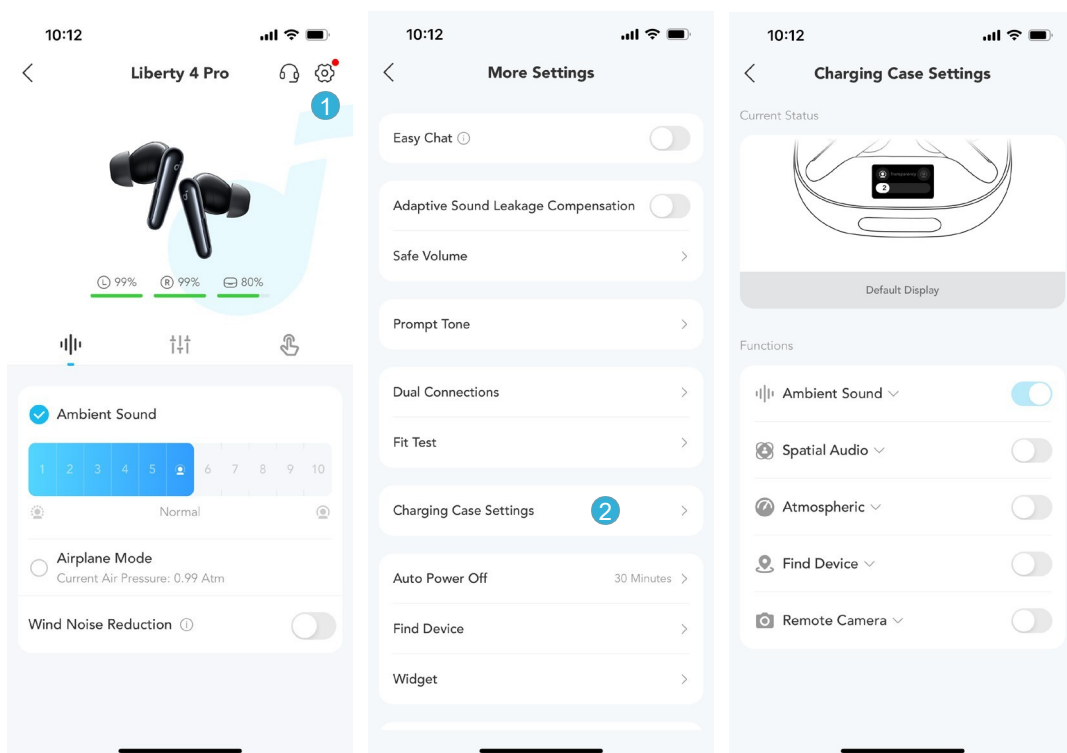 10:12
Liberty 4 Pro
1
L 99%
R 99%
80%
Ambient Sound
1 2 3 4 5 6 7 8 9 10
Normal
Airplane Mode
Current Air Pressure: 0.99 Atm
Wind Noise Reduction
10:12
More Settings
Easy Chat
Adaptive Sound Leakage Compensation
Safe Volume
Prompt Tone
Dual Connections
Fit Test
Charging Case Settings
2
Auto Power Off 30 Minutes
Find Device
Widget
10:12
Charging Case Settings
Current Status
Transparency
2
Default Display
Functions
Ambient Sound
Spatial Audio
Atmospheric
Find Device
Remote Camera